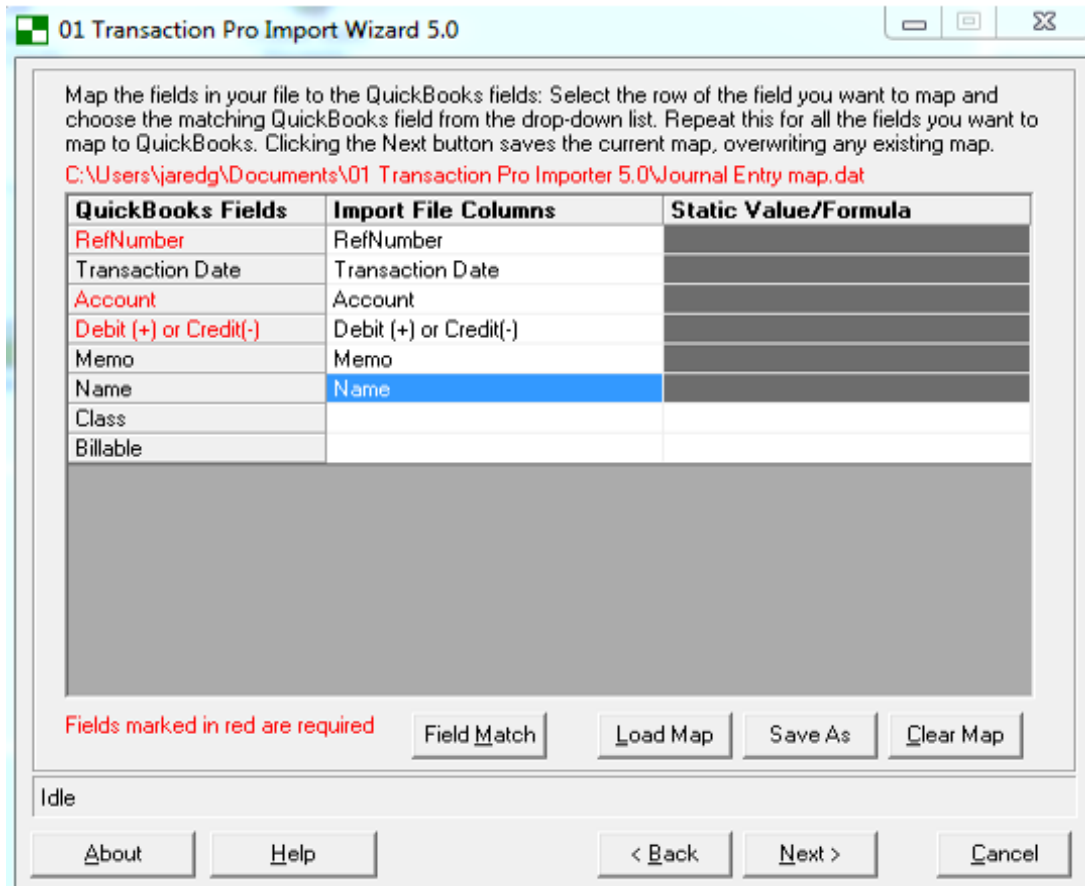 01 Transaction Pro Import Wizard 5.0
Map the fields in your file to the QuickBooks fields: Select the row of the field you want to map and
choose the matching QuickBooks field from the drop-down list. Repeat this for all the fields you want to
map to QuickBooks. Clicking the Next button saves the current map, overwriting any existing map.
C:\Users\jaredg\Documents\01 Transaction Pro Importer 5.0\Journal Entry map.dat
QuickBooks Fields Import File Columns Static Value/Formula
RefNumber RefNumber
Transaction Date Transaction Date
Account Account
Debit (+) or Credit(-) Debit (+) or Credit(-)
Memo Memo
Name Name
Class
Billable
Fields marked in red are required Field Match Load Map Save As Clear Map
Idle
About Help < Back Next > Cancel